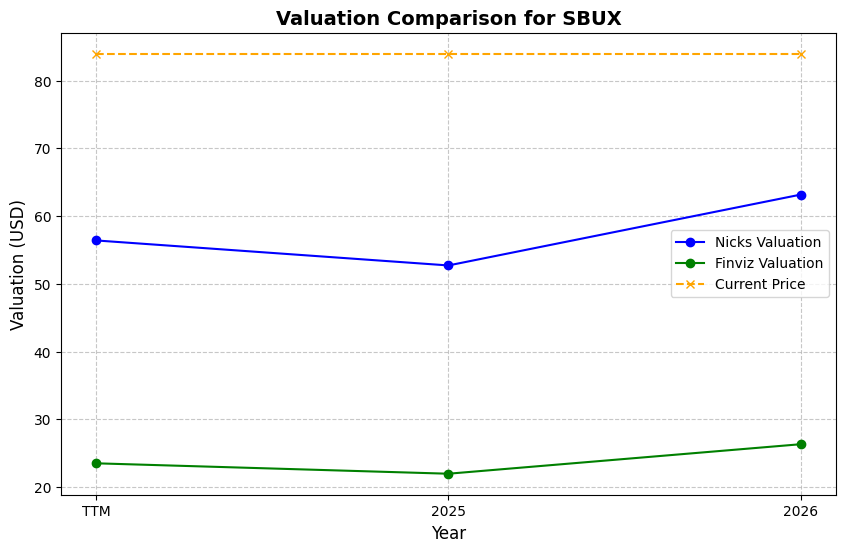 Valuation Comparison for SBUX
Valuation (USD)
80
70
60
50
40
30
20
Nicks Valuation
Finviz Valuation
Current Price
TTM
2025
2026
Year